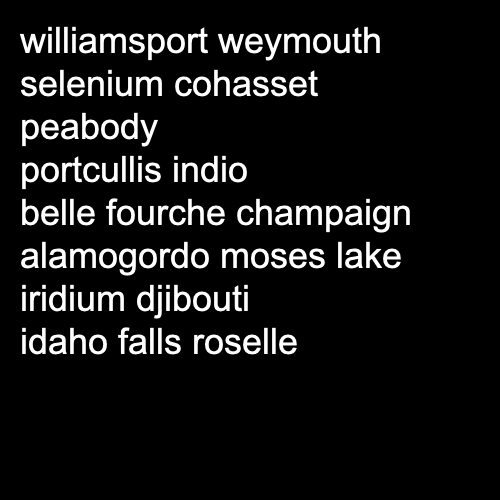 williamsport weymouth
selenium cohasset
peabody
portcullis indio
belle fourche champaign
alamogordo moses lake
iridium djibouti
idaho falls roselle